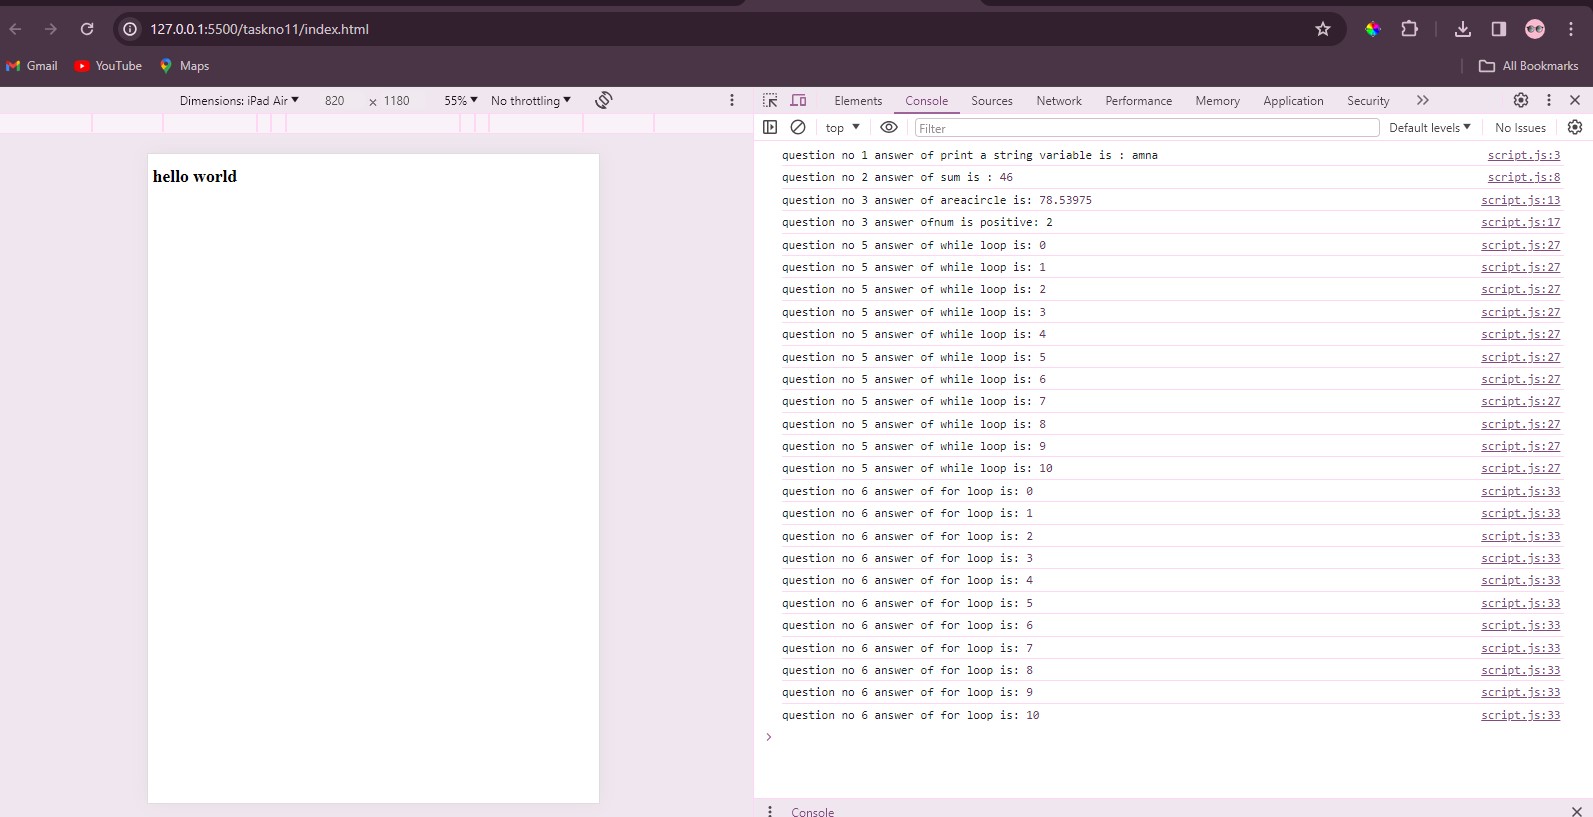 127.0.0.1:5500/taskno11/index.html
Gmail YouTube Maps All Bookmarks
Dimensions: iPad Air 820 × 1180 55% No throttling
Elements Console Sources Network Performance Memory Application Security
top Filter Default levels No Issues
hello world
question no 1 answer of print a string variable is : amna script.js:3
question no 2 answer of sum is : 46 script.js:8
question no 3 answer of areacircle is: 78.53975 script.js:13
question no 3 answer ofnum is positive: 2 script.js:17
question no 5 answer of while loop is: 0 script.js:27
question no 5 answer of while loop is: 1 script.js:27
question no 5 answer of while loop is: 2 script.js:27
question no 5 answer of while loop is: 3 script.js:27
question no 5 answer of while loop is: 4 script.js:27
question no 5 answer of while loop is: 5 script.js:27
question no 5 answer of while loop is: 6 script.js:27
question no 5 answer of while loop is: 7 script.js:27
question no 5 answer of while loop is: 8 script.js:27
question no 5 answer of while loop is: 9 script.js:27
question no 5 answer of while loop is: 10 script.js:27
question no 6 answer of for loop is: 0 script.js:33
question no 6 answer of for loop is: 1 script.js:33
question no 6 answer of for loop is: 2 script.js:33
question no 6 answer of for loop is: 3 script.js:33
question no 6 answer of for loop is: 4 script.js:33
question no 6 answer of for loop is: 5 script.js:33
question no 6 answer of for loop is: 6 script.js:33
question no 6 answer of for loop is: 7 script.js:33
question no 6 answer of for loop is: 8 script.js:33
question no 6 answer of for loop is: 9 script.js:33
question no 6 answer of for loop is: 10 script.js:33
Console